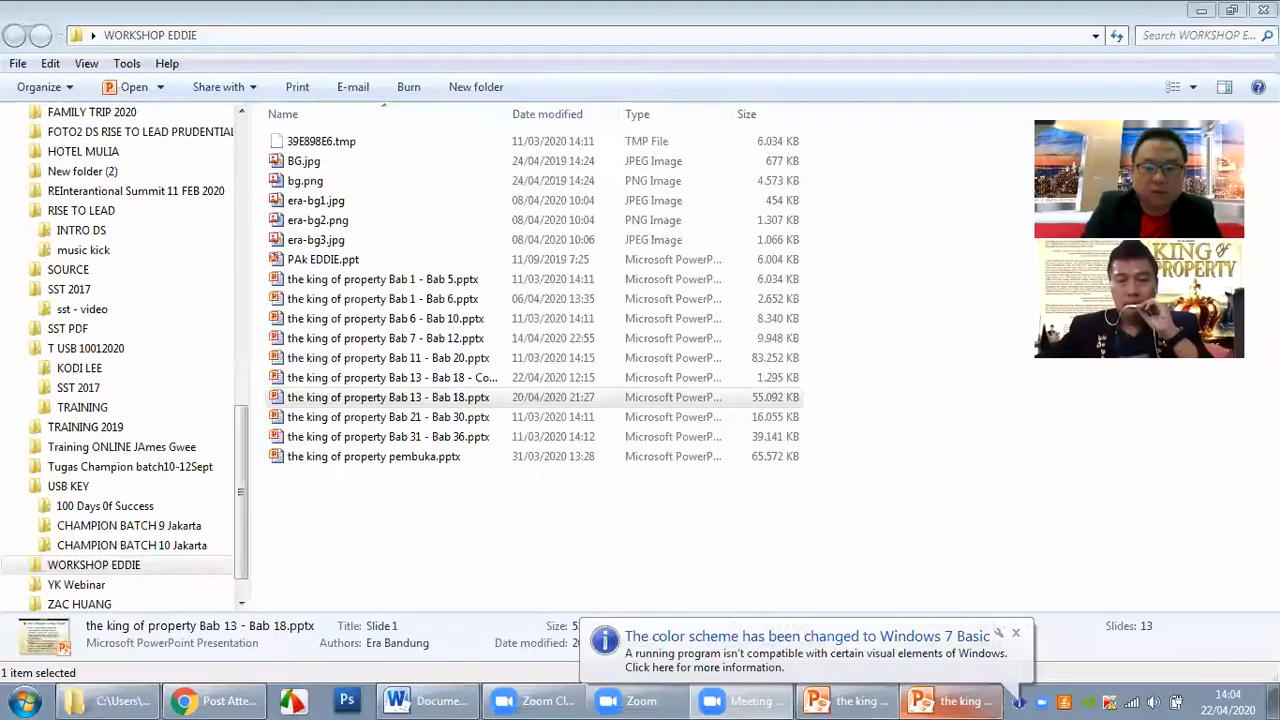 WORKSHOP EDDIE
Search WORKSHOP E...
File Edit View Tools Help
Organize Open Share with Print E-mail Burn New folder
Name Date modified Type Size
FAMILY TRIP 2020
FOTO2 DS RISE TO LEAD PRUDENTIAL
HOTEL MULIA
New folder (2)
REInterantional Summit 11 FEB 2020
RISE TO LEAD
INTRO DS
music kick
SOURCE
SST 2017
sst - video
SST PDF
T USB 10012020
KODI LEE
SST 2017
TRAINING
TRAINING 2019
Training ONLINE JAmes Gwee
Tugas Champion batch10-12Sept
USB KEY
100 Days 0f Success
CHAMPION BATCH 9 Jakarta
CHAMPION BATCH 10 Jakarta
WORKSHOP EDDIE
YK Webinar
ZAC HUANG
39E898E6.tmp 11/03/2020 14:11 TMP File 6.034 KB
BG.jpg 24/04/2019 14:24 JPEG Image 677 KB
bg.png 24/04/2019 14:24 PNG Image 4.573 KB
era-bg1.jpg 08/04/2020 10:04 JPEG Image 454 KB
era-bg2.png 08/04/2020 10:04 PNG Image 1.307 KB
era-bg3.jpg 08/04/2020 10:06 JPEG Image 1.066 KB
PAk EDDIE.pptx 11/09/2019 7:25 Microsoft PowerP... 6.004 KB
the king of property Bab 1 - Bab 5.pptx 11/03/2020 14:11 Microsoft PowerP... 6.034 KB
the king of property Bab 1 - Bab 6.pptx 06/04/2020 13:35 Microsoft PowerP... 2.652 KB
the king of property Bab 6 - Bab 10.pptx 11/03/2020 14:11 Microsoft PowerP... 8.340 KB
the king of property Bab 7 - Bab 12.pptx 14/04/2020 22:55 Microsoft PowerP... 9.948 KB
the king of property Bab 11 - Bab 20.pptx 11/03/2020 14:15 Microsoft PowerP... 83.252 KB
the king of property Bab 13 - Bab 18 - Co... 22/04/2020 12:15 Microsoft PowerP... 1.295 KB
the king of property Bab 13 - Bab 18.pptx 20/04/2020 21:27 Microsoft PowerP... 55.092 KB
the king of property Bab 21 - Bab 30.pptx 11/03/2020 14:11 Microsoft PowerP... 16.055 KB
the king of property Bab 31 - Bab 36.pptx 11/03/2020 14:12 Microsoft PowerP... 39.141 KB
the king of property pembuka.pptx 31/03/2020 13:28 Microsoft PowerP... 65.572 KB
KING of
PROPERTY
the king of property Bab 13 - Bab 18.pptx Title: Slide 1 Slides: 13
Microsoft PowerPoint Presentation Authors: Era Bandung Date modified: 2
The color scheme has been changed to Windows 7 Basic
A running program isn't compatible with certain visual elements of Windows.
Click here for more information.
1 item selected
C:\Users\... Post Atte... Ps Docume... Zoom Cl... Zoom Meeting ... the king ... the king ...
14:04
22/04/2020